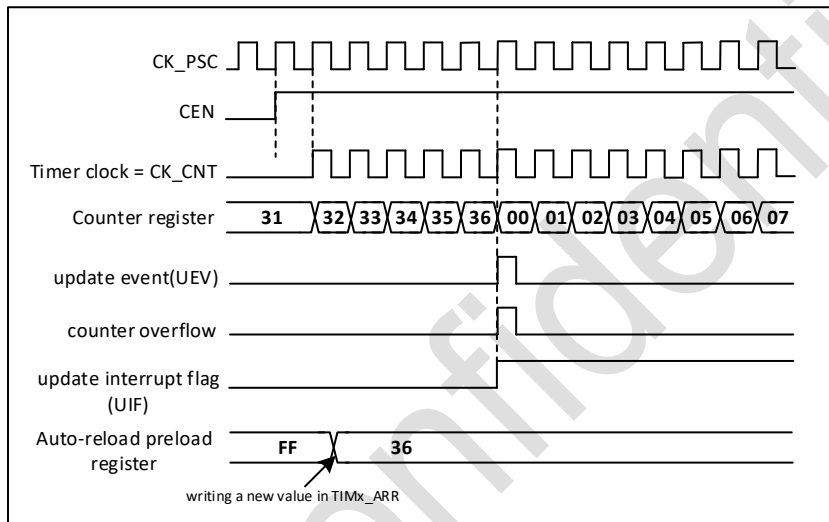 CK_PSC
CEN
Timer clock = CK_CNT
Counter register 31 32 33 34 35 36 00 01 02 03 04 05 06 07
update event(UEV)
counter overflow
update interrupt flag
(UIF)
Auto-reload preload
register
FF 36
writing a new value in TIMx_ARR
onfidenti